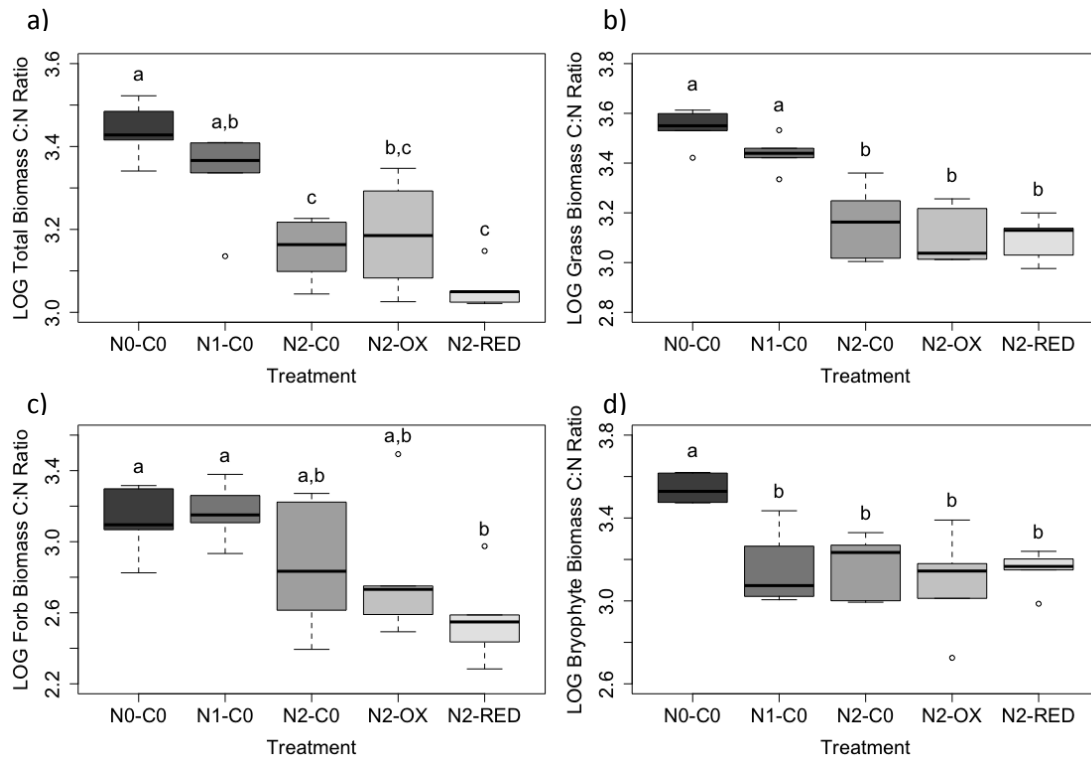 a)
LOG Total Biomass C:N Ratio
3.6
3.4
3.2
3.0
a
a,b
c
b,c
c
N0-C0 N1-C0 N2-C0 N2-OX N2-RED
Treatment
b)
LOG Grass Biomass C:N Ratio
3.8
3.6
3.4
3.2
3.0
2.8
a
a
b
b
b
N0-C0 N1-C0 N2-C0 N2-OX N2-RED
Treatment
c)
LOG Forb Biomass C:N Ratio
3.4
3.0
2.6
2.2
a
a
a,b
a,b
b
N0-C0 N1-C0 N2-C0 N2-OX N2-RED
Treatment
d)
LOG Bryophyte Biomass C:N Ratio
3.8
3.4
3.0
2.6
a
b
b
b
b
N0-C0 N1-C0 N2-C0 N2-OX N2-RED
Treatment